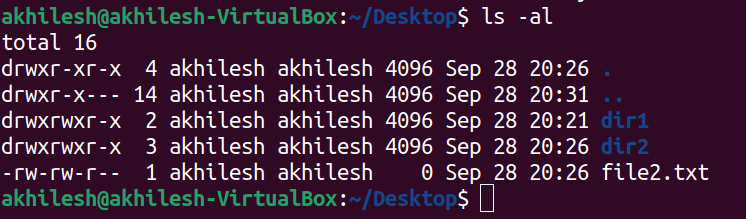 akhilesh@akhilesh-VirtualBox:~/Desktop$ ls -al
total 16
drwxr-xr-x  4 akhilesh akhilesh 4096 Sep 28 20:26 .
drwxr-x--- 14 akhilesh akhilesh 4096 Sep 28 20:31 ..
drwxrwxr-x  2 akhilesh akhilesh 4096 Sep 28 20:21 dir1
drwxrwxr-x  3 akhilesh akhilesh 4096 Sep 28 20:26 dir2
-rw-rw-r--  1 akhilesh akhilesh    0 Sep 28 20:26 file2.txt
akhilesh@akhilesh-VirtualBox:~/Desktop$